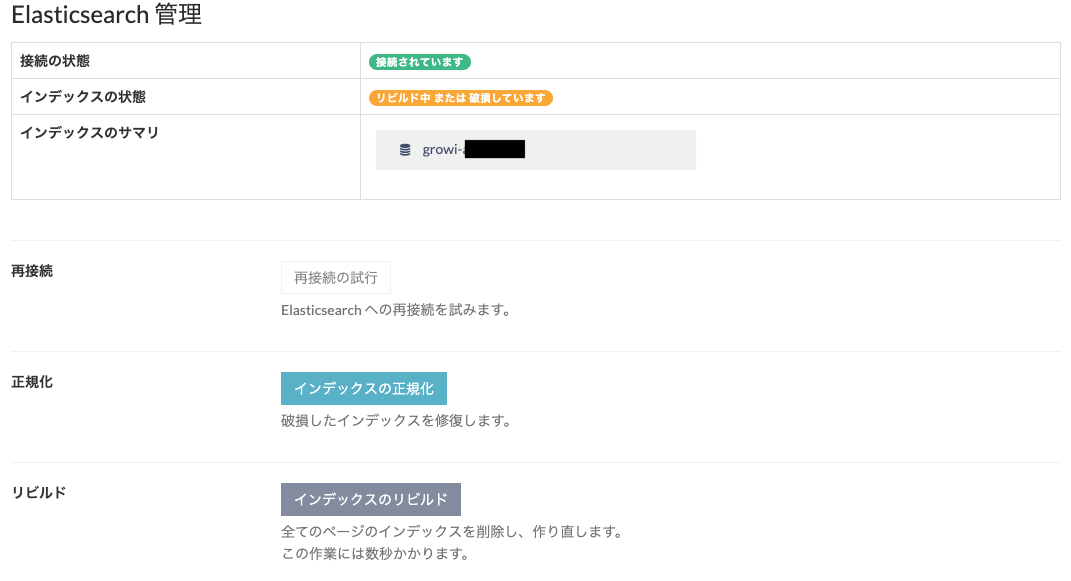 Elasticsearch 管理
接続の状態
接続されています
インデックスの状態
リビルド中 または 破損しています
インデックスのサマリ
growi-
再接続
再接続の試行
Elasticsearch への再接続を試みます。
正規化
インデックスの正規化
破損したインデックスを修復します。
リビルド
インデックスのリビルド
全てのページのインデックスを削除し、作り直します。
この作業には数秒かかります。